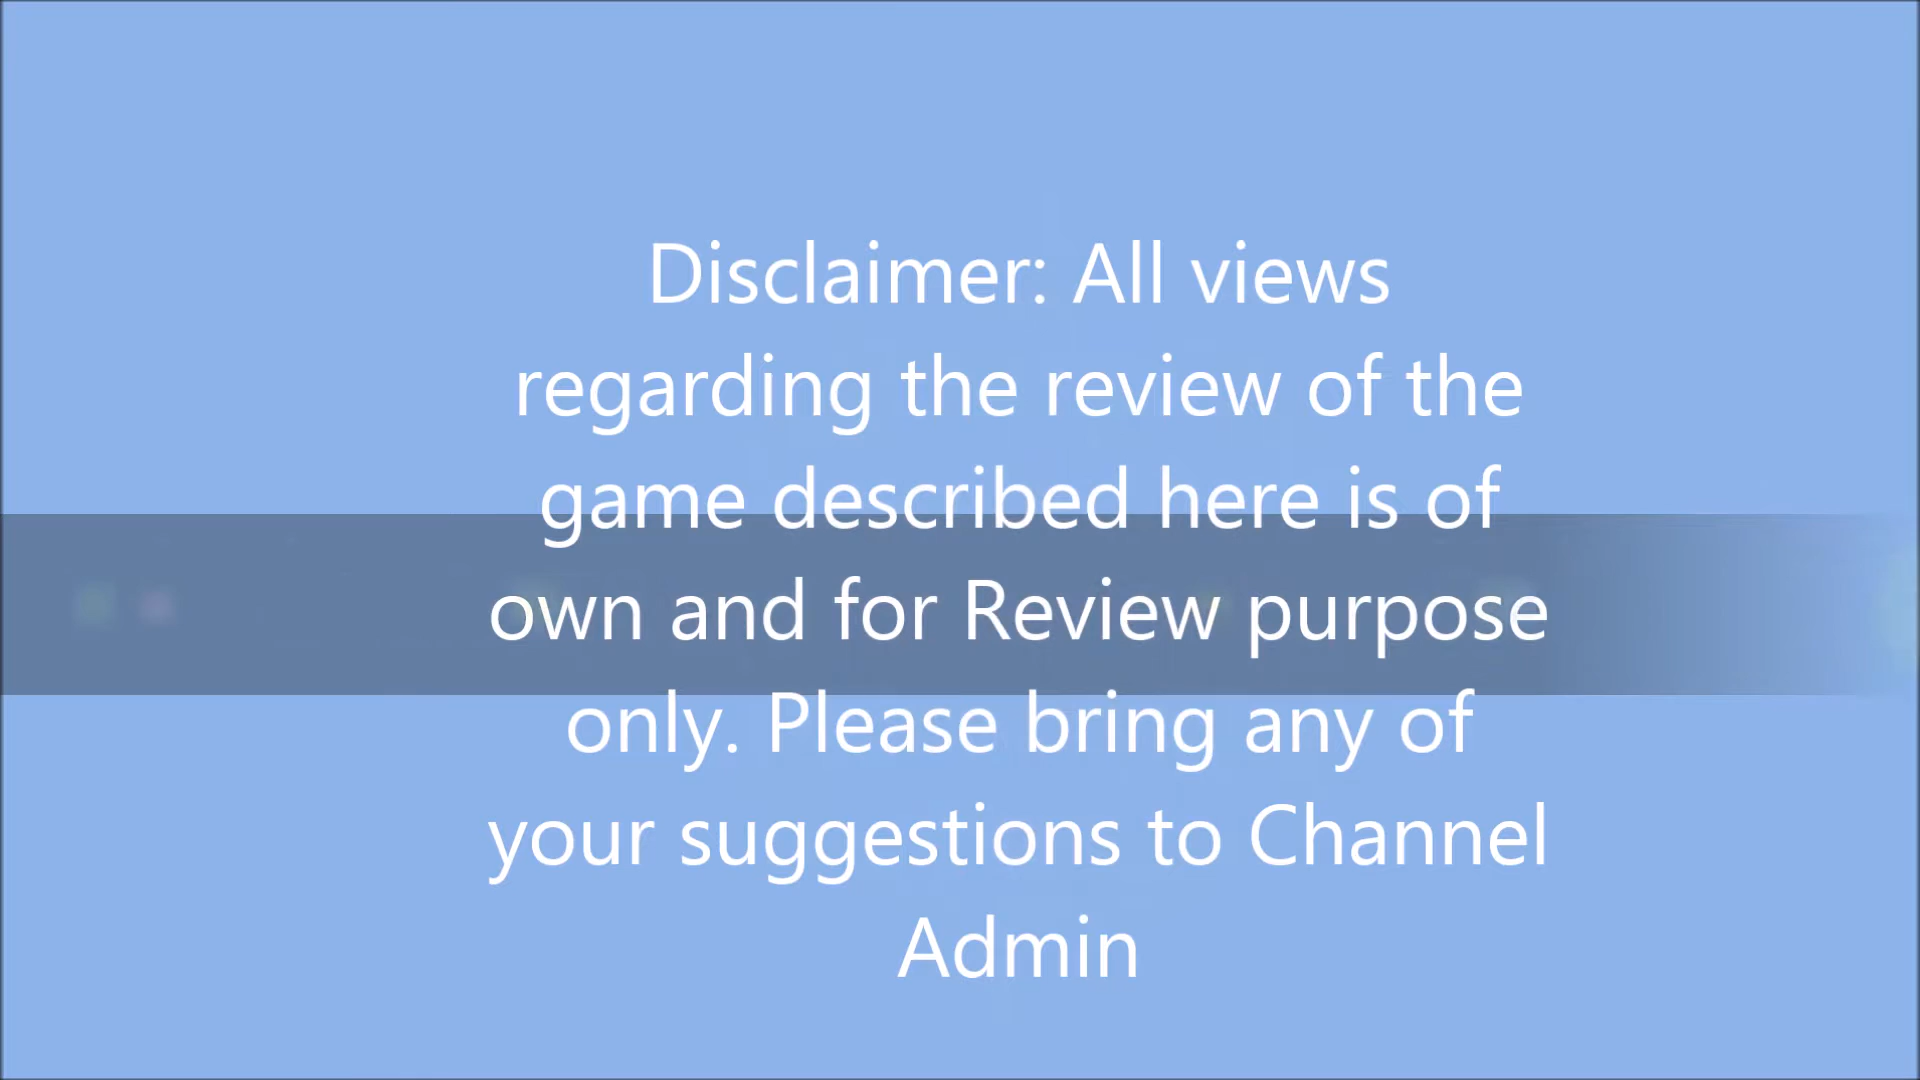 Disclaimer: All views
regarding the review of the
game described here is of
own and for Review purpose
only. Please bring any of
your suggestions to Channel
Admin